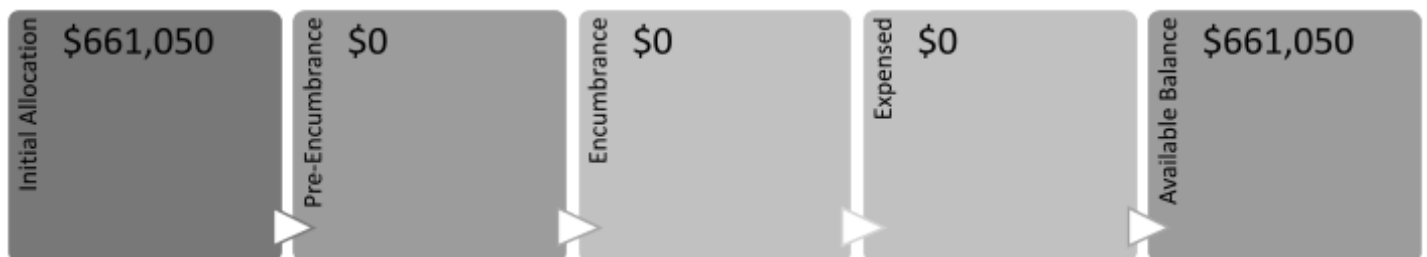 Initial Allocation
$661,050
Pre-Encumbrance
$0
Encumbrance
$0
Expensed
$0
Available Balance
$661,050